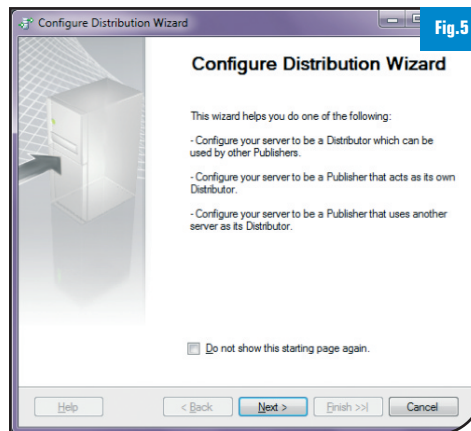 Configure Distribution Wizard
Fig.5
Configure Distribution Wizard
This wizard helps you do one of the following:
- Configure your server to be a Distributor which can be
used by other Publishers.
- Configure your server to be a Publisher that acts as its own
Distributor.
- Configure your server to be a Publisher that uses another
server as its Distributor.
Do not show this starting page again.
Help
< Back
Next >
Finish >>|
Cancel